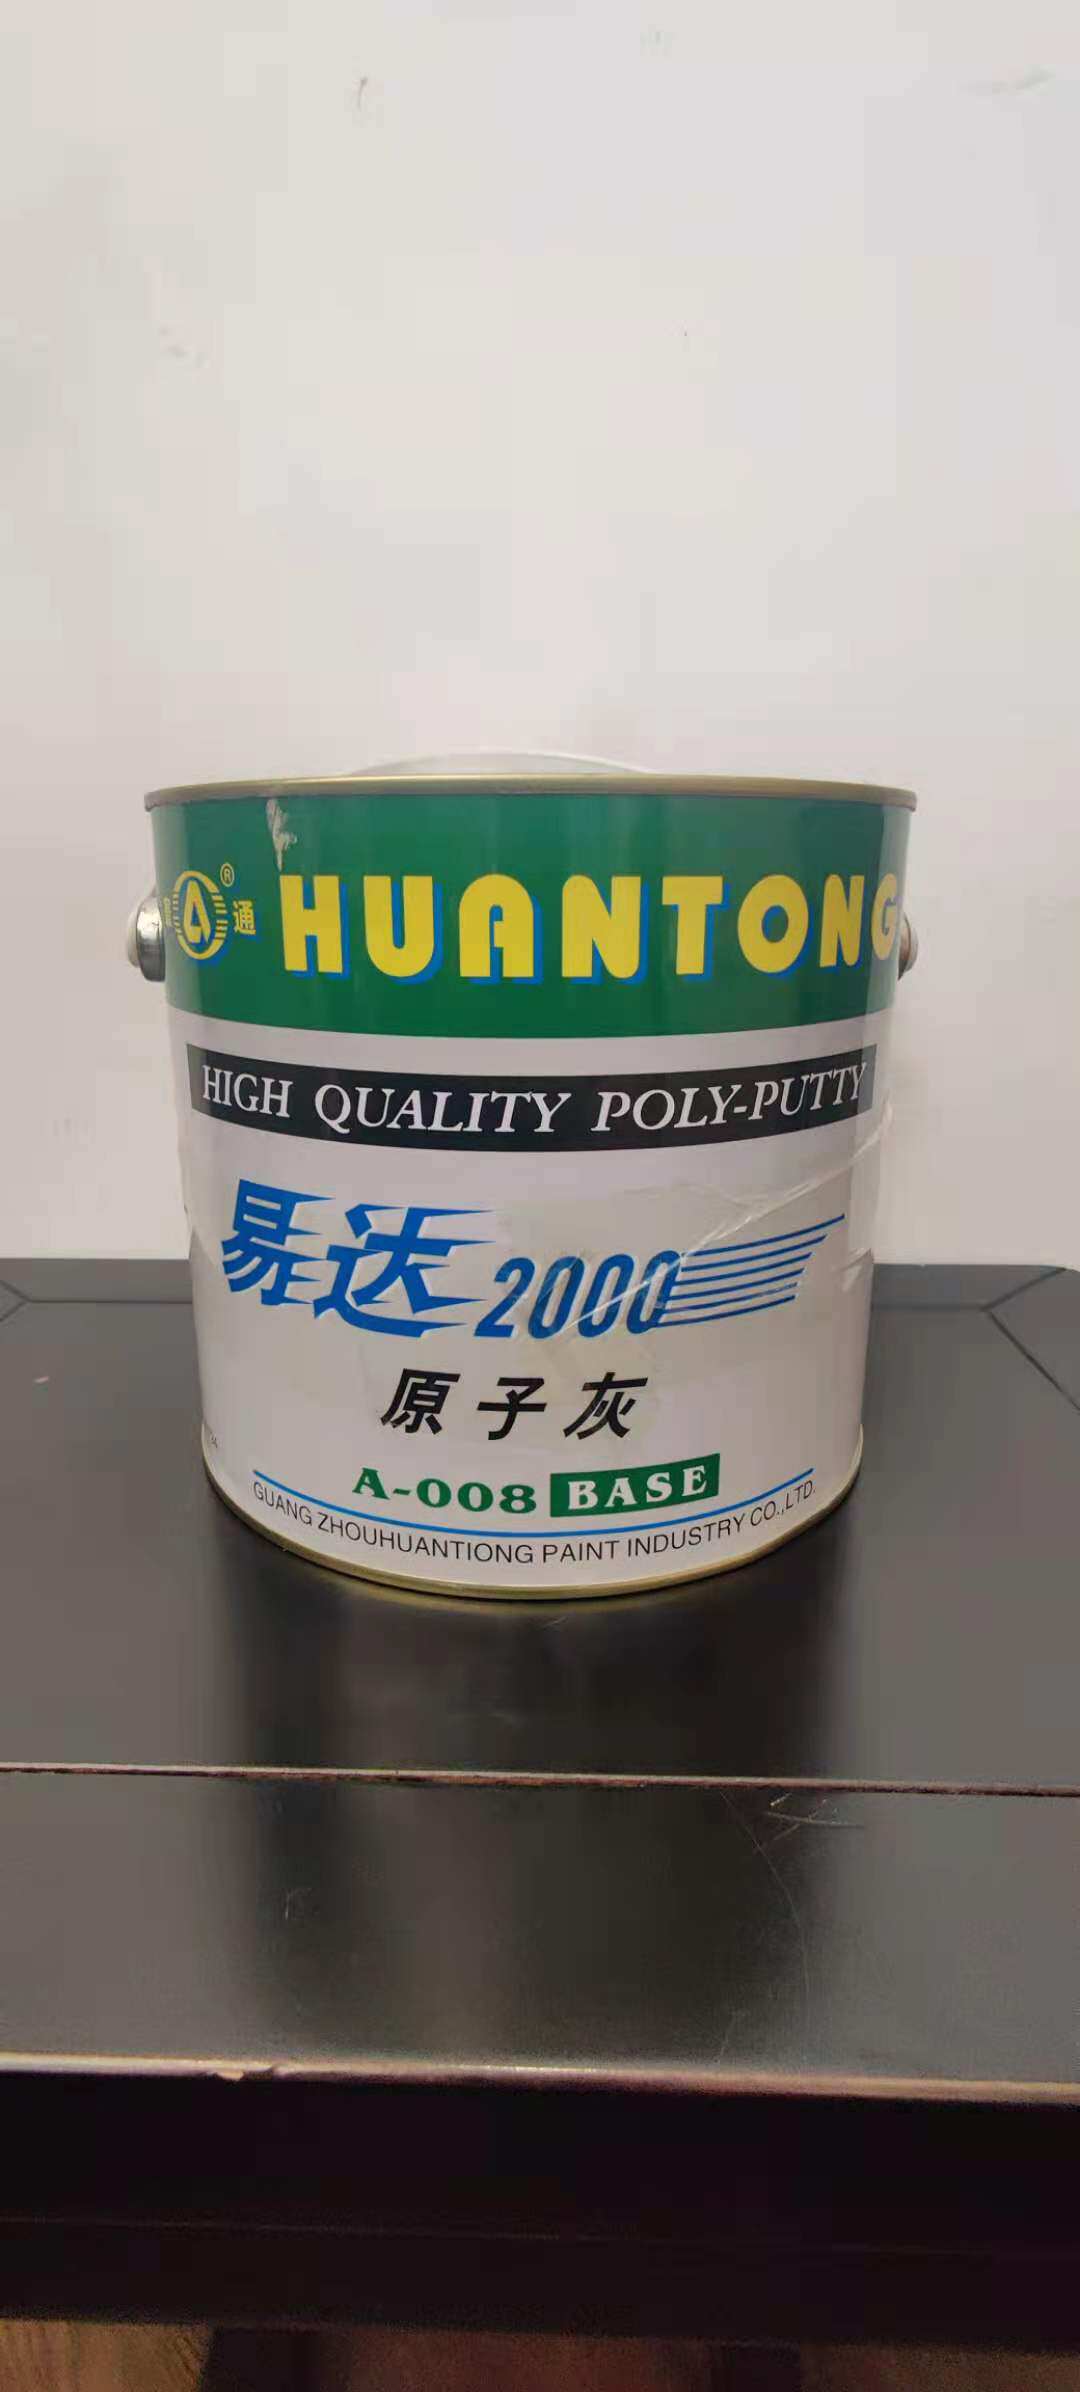 ® 通 HUANTONG
HIGH QUALITY POLY-PUTTY
易达2000
原子灰
A-008 BASE
GUANG ZHOUHUANTIONG PAINT INDUSTRY CO.,LTD.